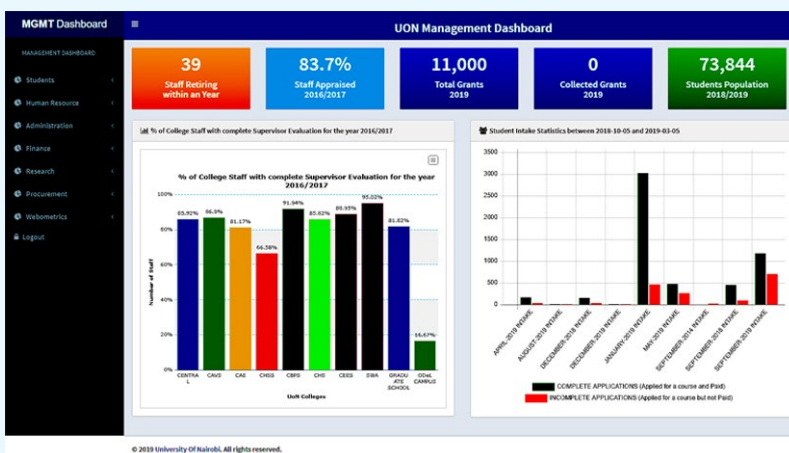 MGMT Dashboard
UON Management Dashboard
MANAGEMENT DASHBOARD
Students
Human Resource
Administration
Finance
Research
Procurement
Webometrics
Logout
39
Staff Retiring
within an Year
83.7%
Staff Appraised
2016/2017
11,000
Total Grants
2019
0
Collected Grants
2019
73,844
Students Population
2018/2019
% of College Staff with complete Supervisor Evaluation for the year 2016/2017
% of College Staff with complete Supervisor Evaluation for the year
2016/2017
100%
80%
60%
40%
20%
0%
Number of Staff
85.92%
86.9%
81.17%
66.58%
91.94%
85.82%
88.95%
95.02%
81.82%
16.67%
CENTRA
L
CAVS
CAE
CHSS
CBPS
CHS
CEES
SWA
GRADU
ATE
SCHOOL
ODeL
CAMPUS
UoN Colleges
Student Intake Statistics between 2018-10-05 and 2019-03-05
3500
3000
2500
2000
1500
1000
500
0
APRIL-2019 INTAKE
AUGUST-2019 INTAKE
DECEMBER-2018 INTAKE
DECEMBER-2019 INTAKE
JANUARY-2019 INTAKE
MAY-2019 INTAKE
SEPTEMBER-2014 INTAKE
SEPTEMBER-2018 INTAKE
SEPTEMBER-2019 INTAKE
COMPLETE APPLICATIONS (Applied for a course and Paid)
INCOMPLETE APPLICATIONS (Applied for a course but not Paid)
© 2019 University Of Nairobi. All rights reserved.